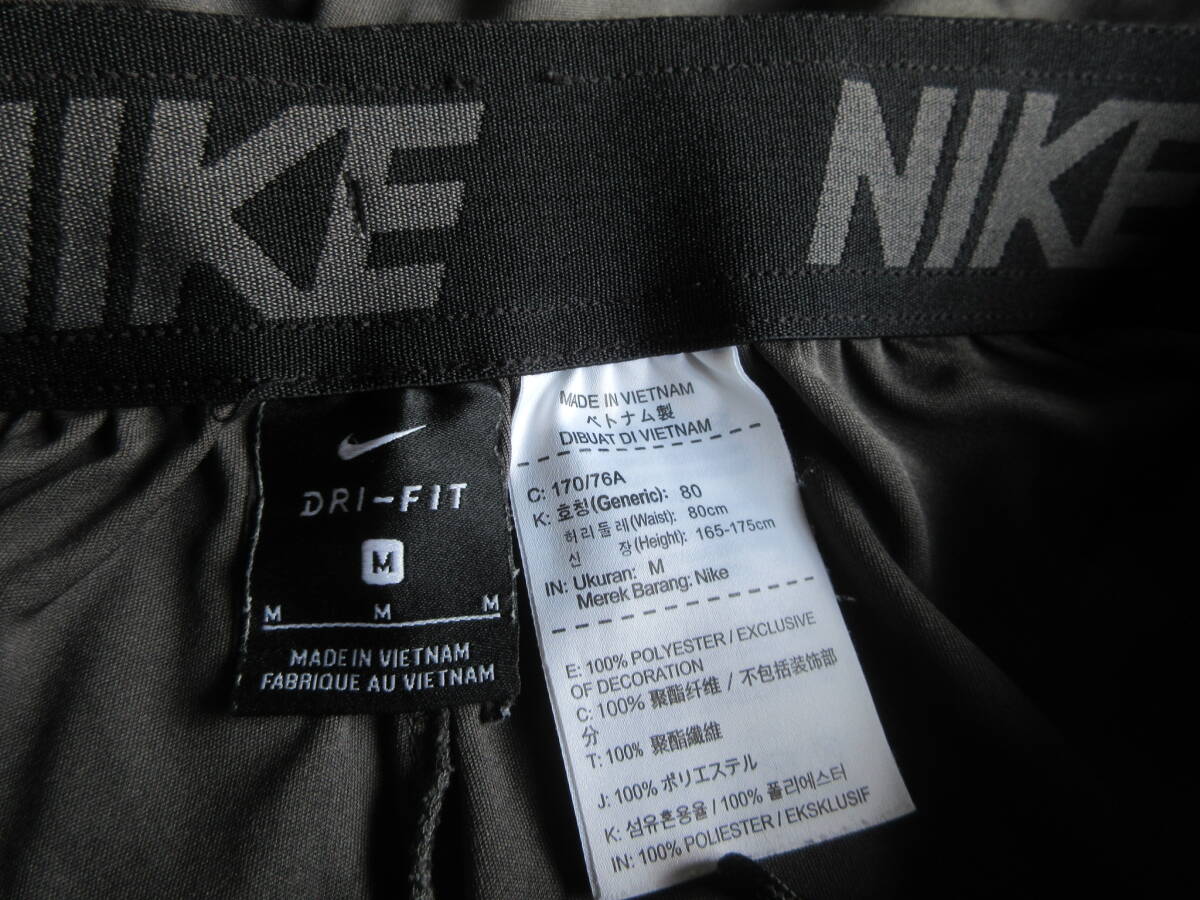 NIKE
NIKE
DRI-FIT
M
M M M
MADE IN VIETNAM
FABRIQUE AU VIETNAM
MADE IN VIETNAM
ベトナム製
DIBUAT DI VIETNAM
C: 170/76A
K: 호칭(Generic): 80
허리둘레(Waist): 80cm
신 장(Height): 165-175cm
IN: Ukuran: M
Merek Barang: Nike
E: 100% POLYESTER / EXCLUSIVE
OF DECORATION
C: 100% 聚酯纤维 / 不包括装饰部
分
T: 100% 聚酯纖維
J: 100% ポリエステル
K: 섬유혼용율 / 100% 폴리에스터
IN: 100% POLIESTER / EKSKLUSIF